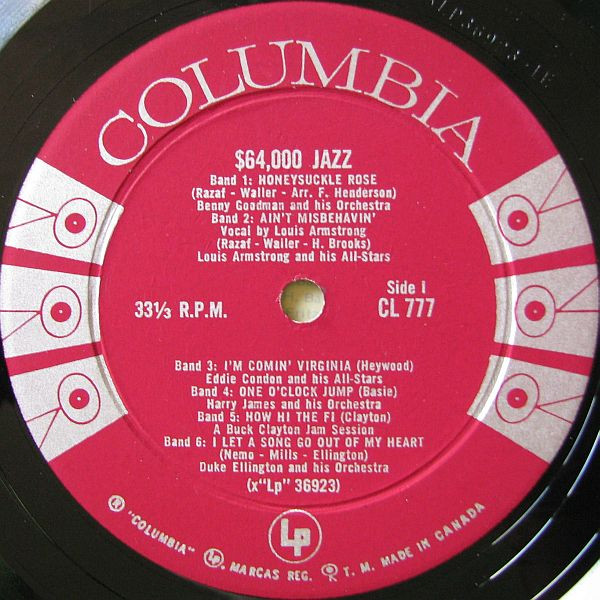 COLUMBIA
$64,000 JAZZ
Band 1: HONEYSUCKLE ROSE
(Razaf - Waller - Arr. F. Henderson)
Benny Goodman and his Orchestra
Band 2: AIN'T MISBEHAVIN'
Vocal by Louis Armstrong
(Razaf - Waller - H. Brooks)
Louis Armstrong and his All-Stars
33⅓ R.P.M.
Side I
CL 777
Band 3: I'M COMIN' VIRGINIA (Heywood)
Eddie Condon and his All-Stars
Band 4: ONE O'CLOCK JUMP (Basie)
Harry James and his Orchestra
Band 5: HOW HI THE FI (Clayton)
A Buck Clayton Jam Session
Band 6: I LET A SONG GO OUT OF MY HEART
(Nemo - Mills - Ellington)
Duke Ellington and his Orchestra
(x"Lp" 36923)
Lp
® "COLUMBIA" Lp. MARCAS REG. ® T. M. MADE IN CANADA